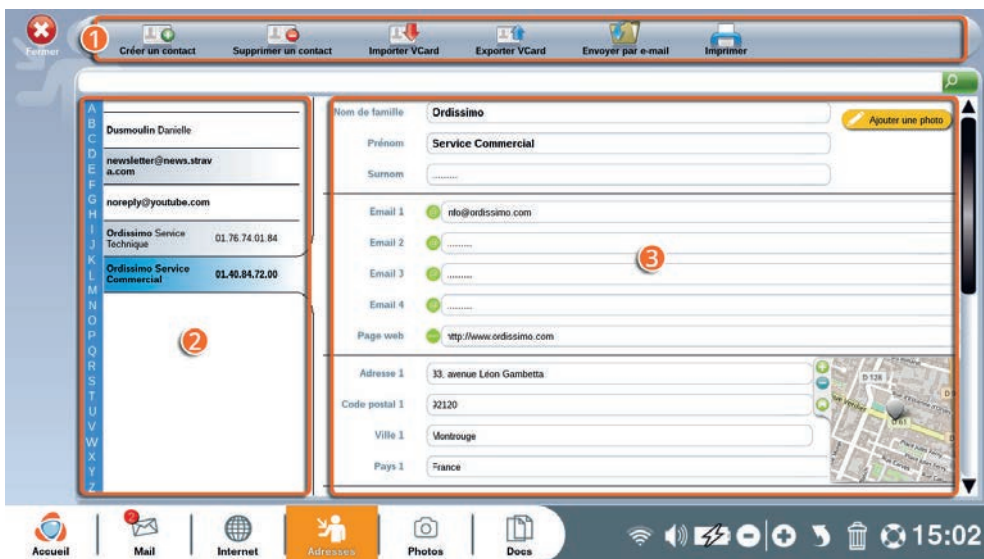 Fermer
1
Créer un contact
Supprimer un contact
Importer VCard
Exporter VCard
Envoyer par e-mail
Imprimer
A
B
C
D
E
F
G
H
I
J
K
L
M
N
O
P
Q
R
S
T
U
V
W
X
Y
Z
Dusmoulin Danielle
newsletter@news.strav
a.com
noreply@youtube.com
Ordissimo Service
Technique
01.76.74.01.84
Ordissimo Service
Commercial
01.40.84.72.00
2
Nom de famille
Ordissimo
Ajouter une photo
Prénom
Service Commercial
Surnom
.........
Email 1
nfo@ordissimo.com
Email 2
.........
3
Email 3
.........
Email 4
.........
Page web
http://www.ordissimo.com
Adresse 1
33, avenue Léon Gambetta
Code postal 1
92120
Ville 1
Montrouge
Pays 1
France
D 128
D 61
Accueil
2
Mail
Internet
Adresses
Photos
Docs
15:02